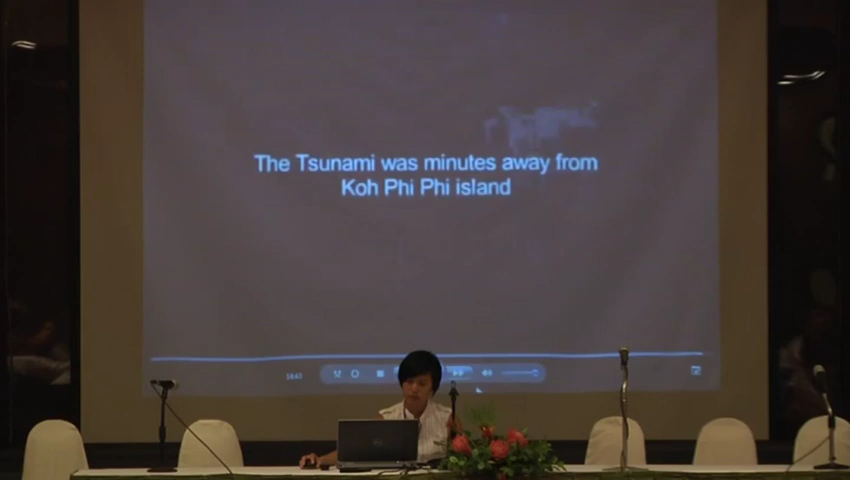 The Tsunami was minutes away from
Koh Phi Phi island